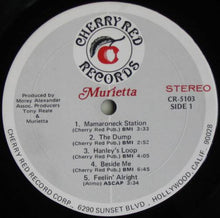 CHERRY RED
RECORDS
Murietta
STEREO
Produced by
Morey Alexander
Assoc. Producers
Tony Reale
& Murietta
CR-5103
SIDE 1
1. Mamaroneck Station
(Cherry Red Pub.) BMI 3:33
2. The Dump
(Cherry Red Pub.) BMI 4:05
3. Hanley's Loop
(Cherry Red Pub.) BMI 6:45
4. Beside Me
(Cherry Red Pub.) BMI 4:05
5. Feelin' Alright
(Almo) ASCAP 3:34
CHERRY RED RECORD CORP. 6290 SUNSET BLVD., HOLLYWOOD, CALIF. 90028